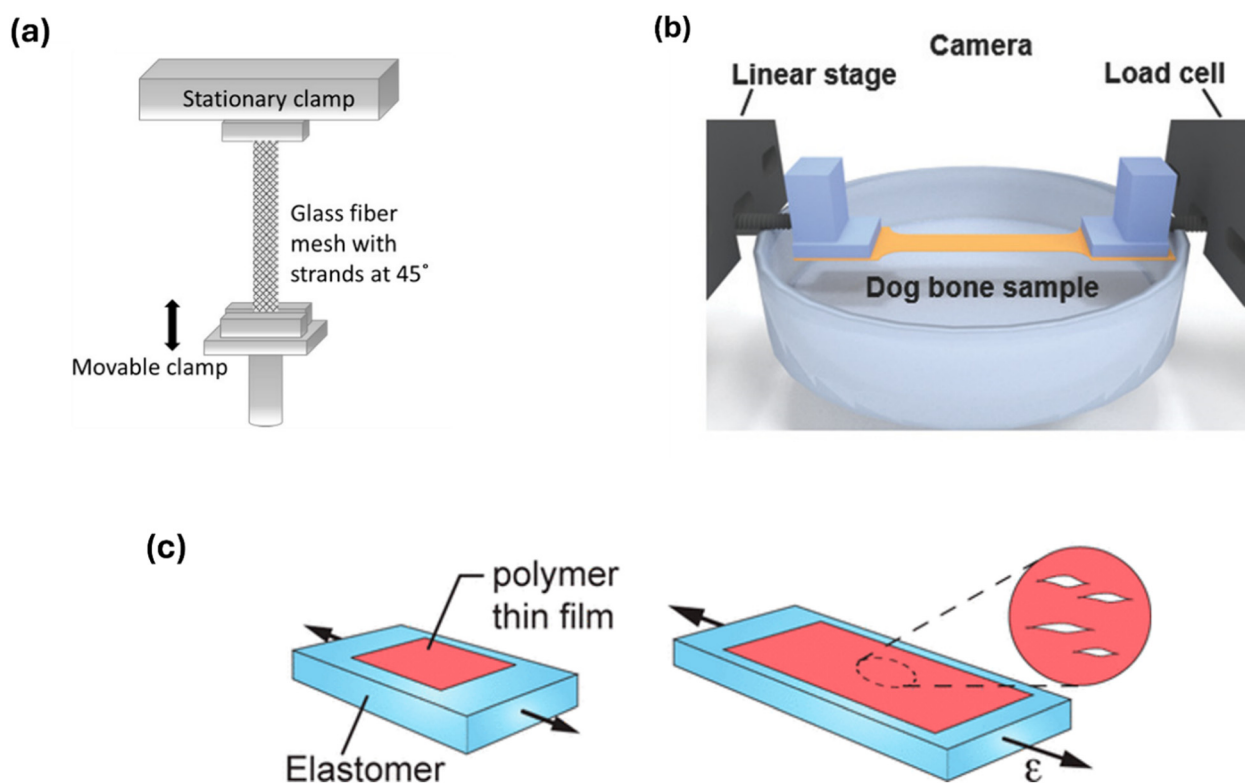 (a)
Stationary clamp
Glass fiber
mesh with
strands at 45˚
Movable clamp
(b)
Camera
Linear stage
Load cell
Dog bone sample
(c)
polymer
thin film
Elastomer
ε